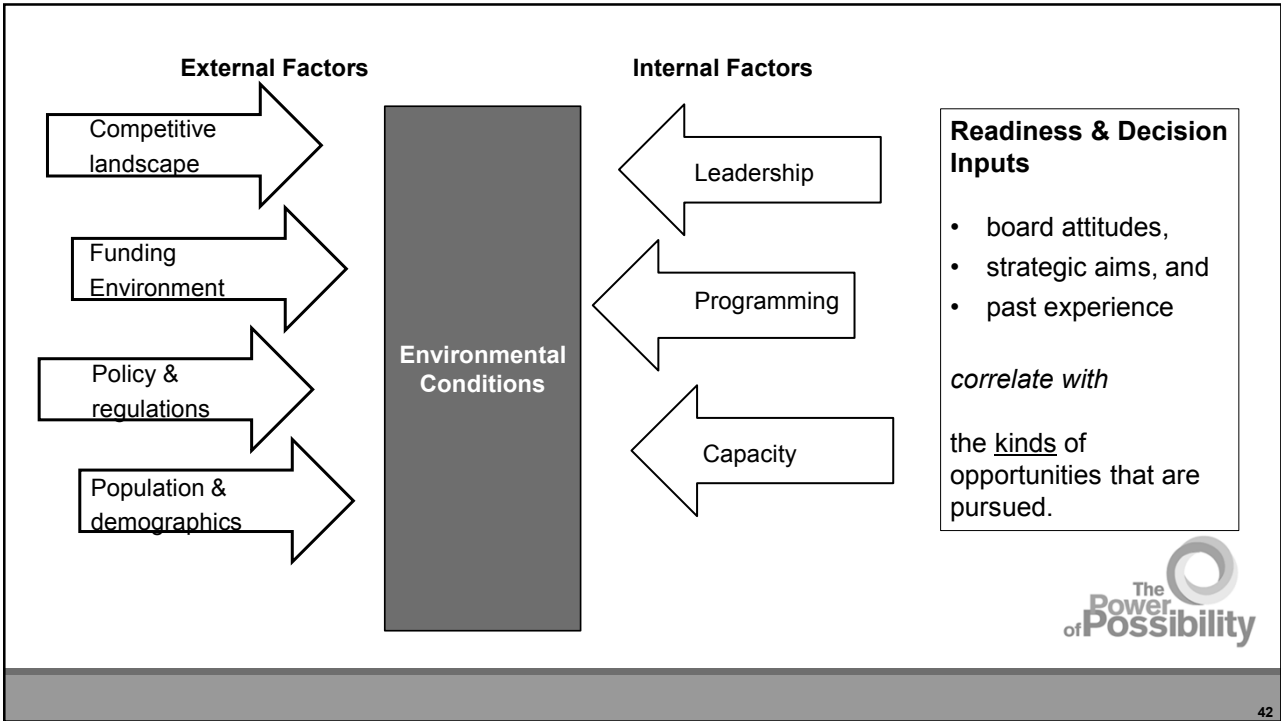 External Factors
Competitive
landscape
Funding
Environment
Policy &
regulations
Population &
demographics
Environmental
Conditions
Internal Factors
Leadership
Programming
Capacity
Readiness & Decision
Inputs
• board attitudes,
• strategic aims, and
• past experience
correlate with
the kinds of
opportunities that are
pursued.
The
Power
of Possibility
42